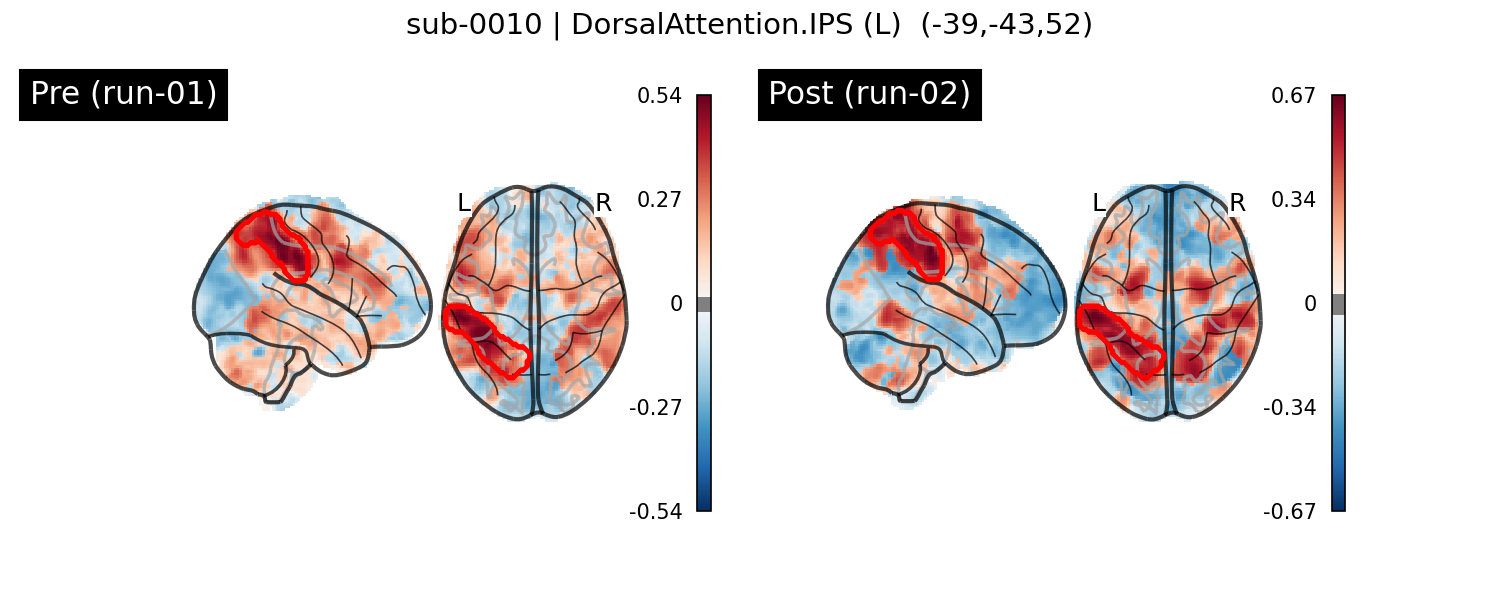 sub-0010 | DorsalAttention.IPS (L)  (-39,-43,52)
Pre (run-01)
L
R
0.54
0.27
0
-0.27
-0.54
Post (run-02)
L
R
0.67
0.34
0
-0.34
-0.67